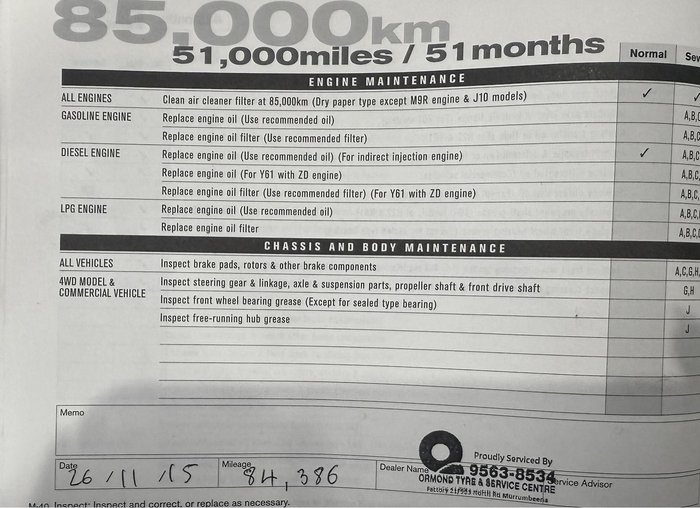 85,000km
51,000miles / 51months
Normal Sev
ENGINE MAINTENANCE
ALL ENGINES Clean air cleaner filter at 85,000km (Dry paper type except M9R engine & J10 models) ✓ ✓
GASOLINE ENGINE Replace engine oil (Use recommended oil) A,B,C
Replace engine oil filter (Use recommended filter) A,B,C
DIESEL ENGINE Replace engine oil (Use recommended oil) (For indirect injection engine) ✓ A,B,C
Replace engine oil (For Y61 with ZD engine) A,B,C,
Replace engine oil filter (Use recommended filter) (For Y61 with ZD engine) A,B,C,
LPG ENGINE Replace engine oil (Use recommended oil) A,B,C,
Replace engine oil filter A,B,C,
CHASSIS AND BODY MAINTENANCE
ALL VEHICLES Inspect brake pads, rotors & other brake components A,C,G,H,
4WD MODEL & Inspect steering gear & linkage, axle & suspension parts, propeller shaft & front drive shaft G,H
COMMERCIAL VEHICLE Inspect front wheel bearing grease (Except for sealed type bearing) J
Inspect free-running hub grease J
Memo
Proudly Serviced By
Date 26/11/15 Mileage 84,386 Dealer Name 9563-8534 Service Advisor
ORMOND TYRE & SERVICE CENTRE
Rd Murrumbeena
M-40 Inspect: Inspect and correct, or replace as necessary.